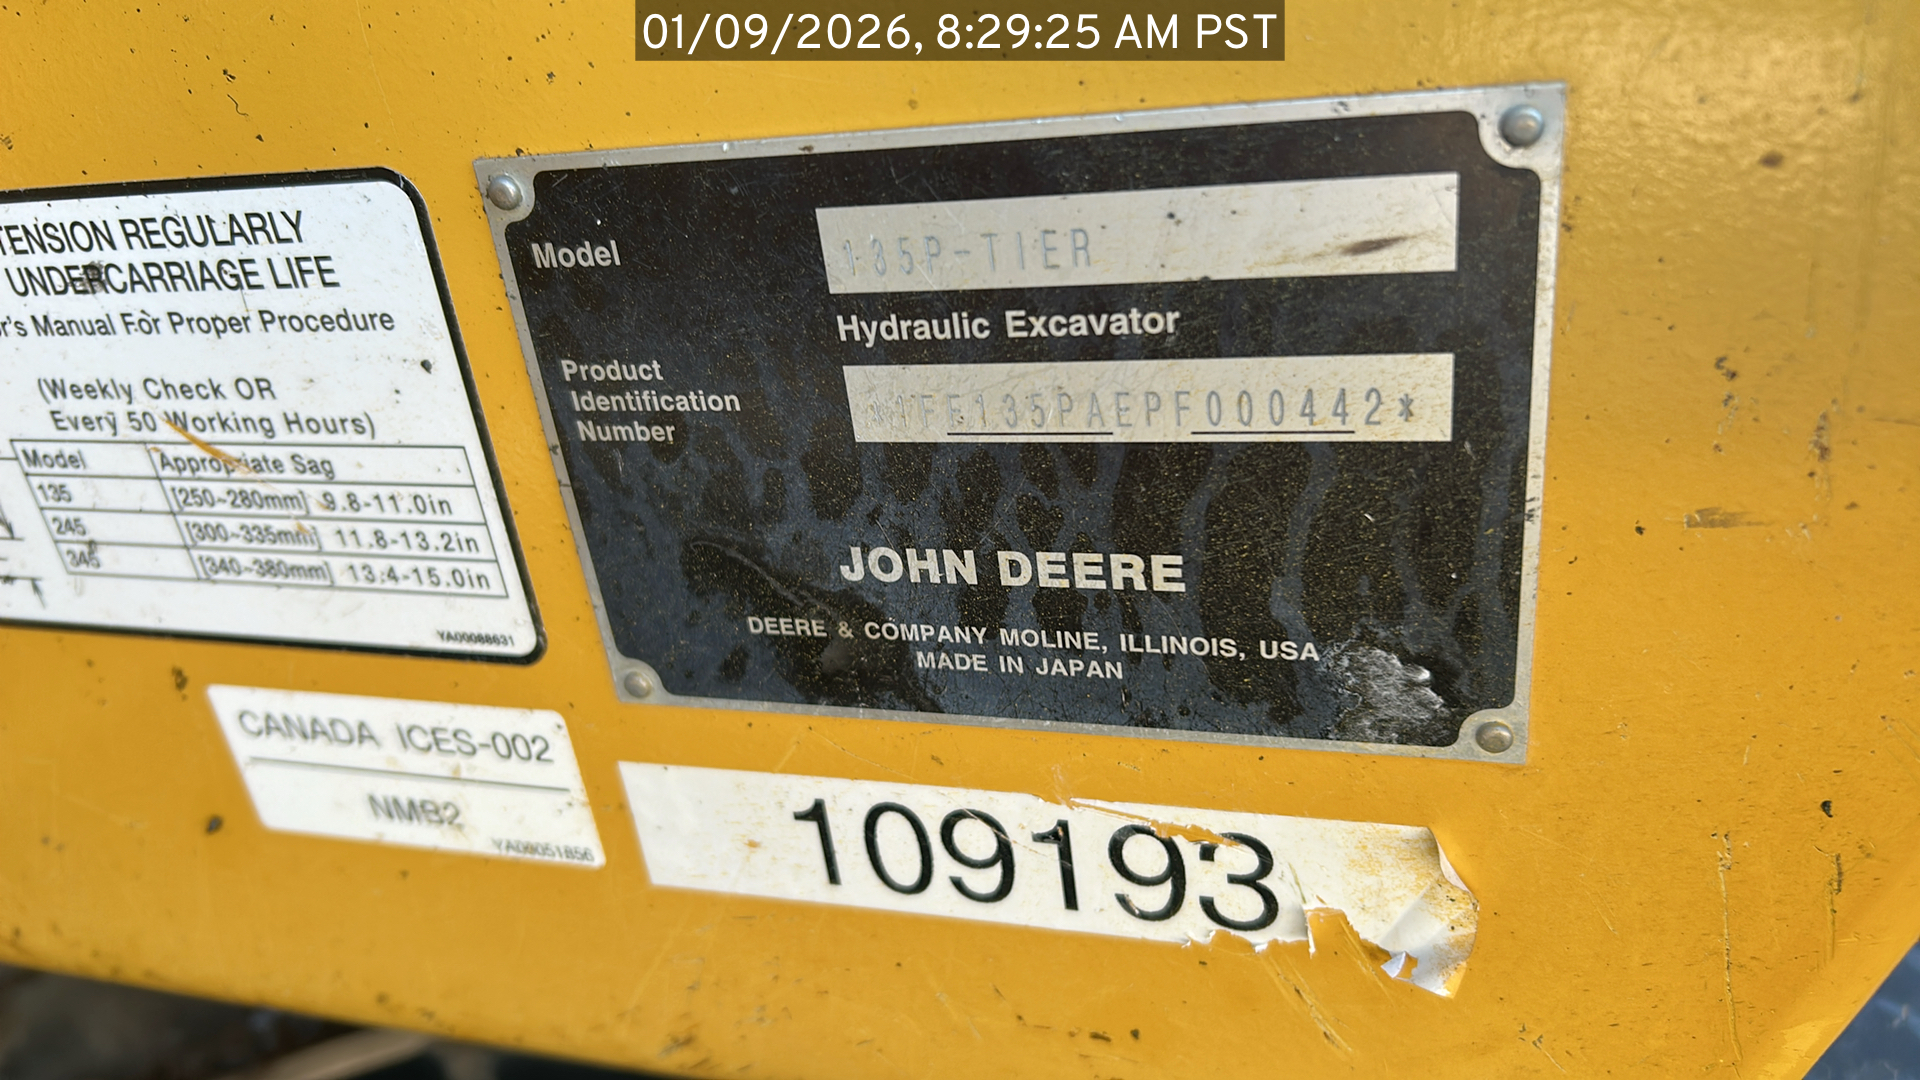 01/09/2026, 8:29:25 AM PST
TENSION REGULARLY
UNDERCARRIAGE LIFE
r's Manual For Proper Procedure
(Weekly Check OR
Every 50 Working Hours)
Model Appropriate Sag
135 [250~280mm] 9.8-11.0in
245 [300~335mm] 11.8-13.2in
345 [340~380mm] 13.4-15.0in
YA00088031
Model 135P-TIER
Hydraulic Excavator
Product
Identification
Number
*1FF135PAEPF000442*
JOHN DEERE
DEERE & COMPANY MOLINE, ILLINOIS, USA
MADE IN JAPAN
CANADA ICES-002
NMB2
YA09051856
109193